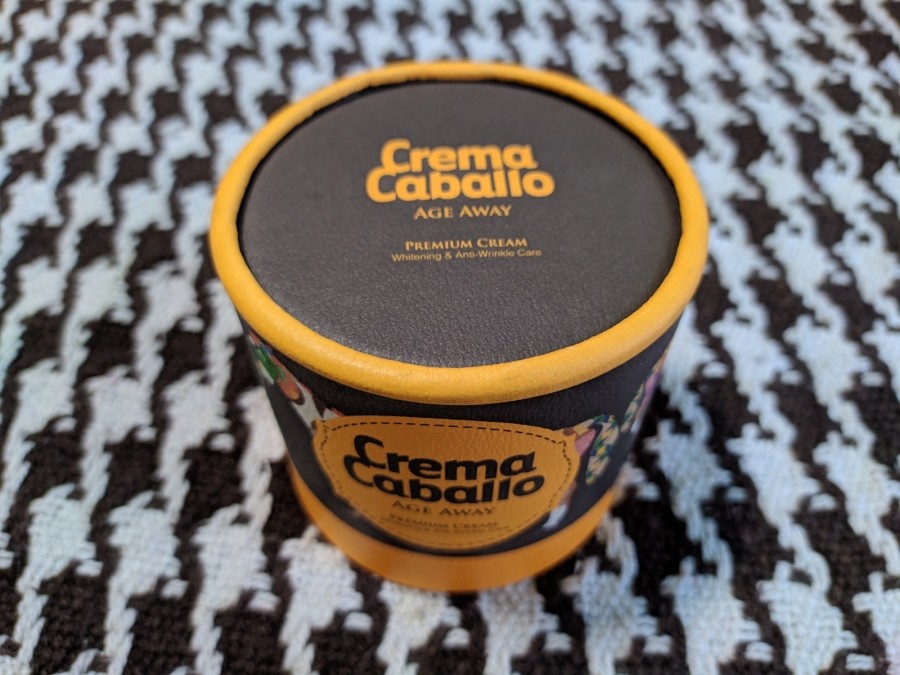 Crema
Caballo
AGE AWAY
PREMIUM CREAM
Whitening & Anti-Wrinkle Care
Crema
Caballo
AGE AWAY
PREMIUM CREAM